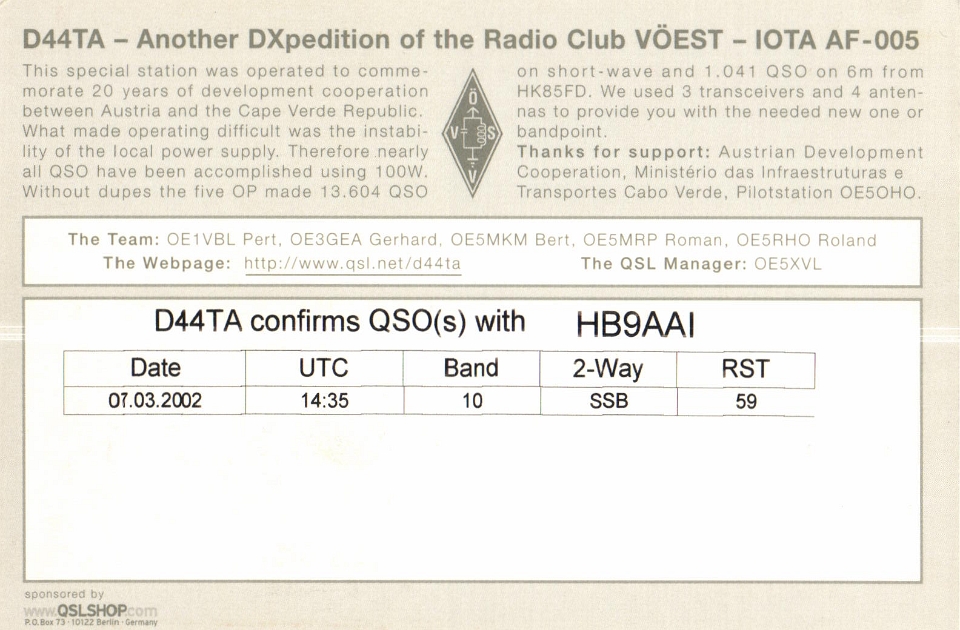 D44TA – Another DXpedition of the Radio Club VÖEST – IOTA AF-005
This special station was operated to comme-
morate 20 years of development cooperation
between Austria and the Cape Verde Republic.
What made operating difficult was the instabi-
lity of the local power supply. Therefore nearly
all QSO have been accomplished using 100W.
Without dupes the five OP made 13.604 QSO
Ö
V S
V
on short-wave and 1.041 QSO on 6m from
HK85FD. We used 3 transceivers and 4 anten-
nas to provide you with the needed new one or
bandpoint.
Thanks for support: Austrian Development
Cooperation, Ministério das Infraestruturas e
Transportes Cabo Verde, Pilotstation OE5OHO.
The Team: OE1VBL Pert, OE3GEA Gerhard, OE5MKM Bert, OE5MRP Roman, OE5RHO Roland
The Webpage: http://www.qsl.net/d44ta The QSL Manager: OE5XVL
D44TA confirms QSO(s) with HB9AAI
Date UTC Band 2-Way RST
07.03.2002 14:35 10 SSB 59
sponsored by
www.QSLSHOP.com
P.O.Box 73 · 10122 Berlin · Germany